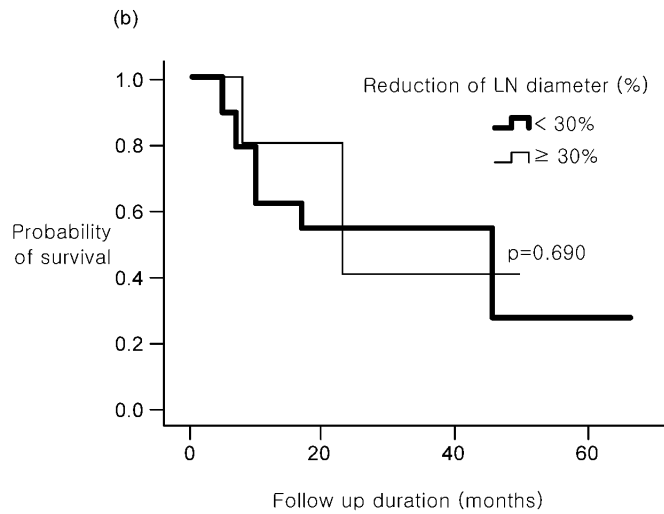 (b)
Reduction of LN diameter (%)
< 30%
≥ 30%
1.0
0.8
0.6
0.4
0.2
0.0
Probability
of survival
p=0.690
0
20
40
60
Follow up duration (months)